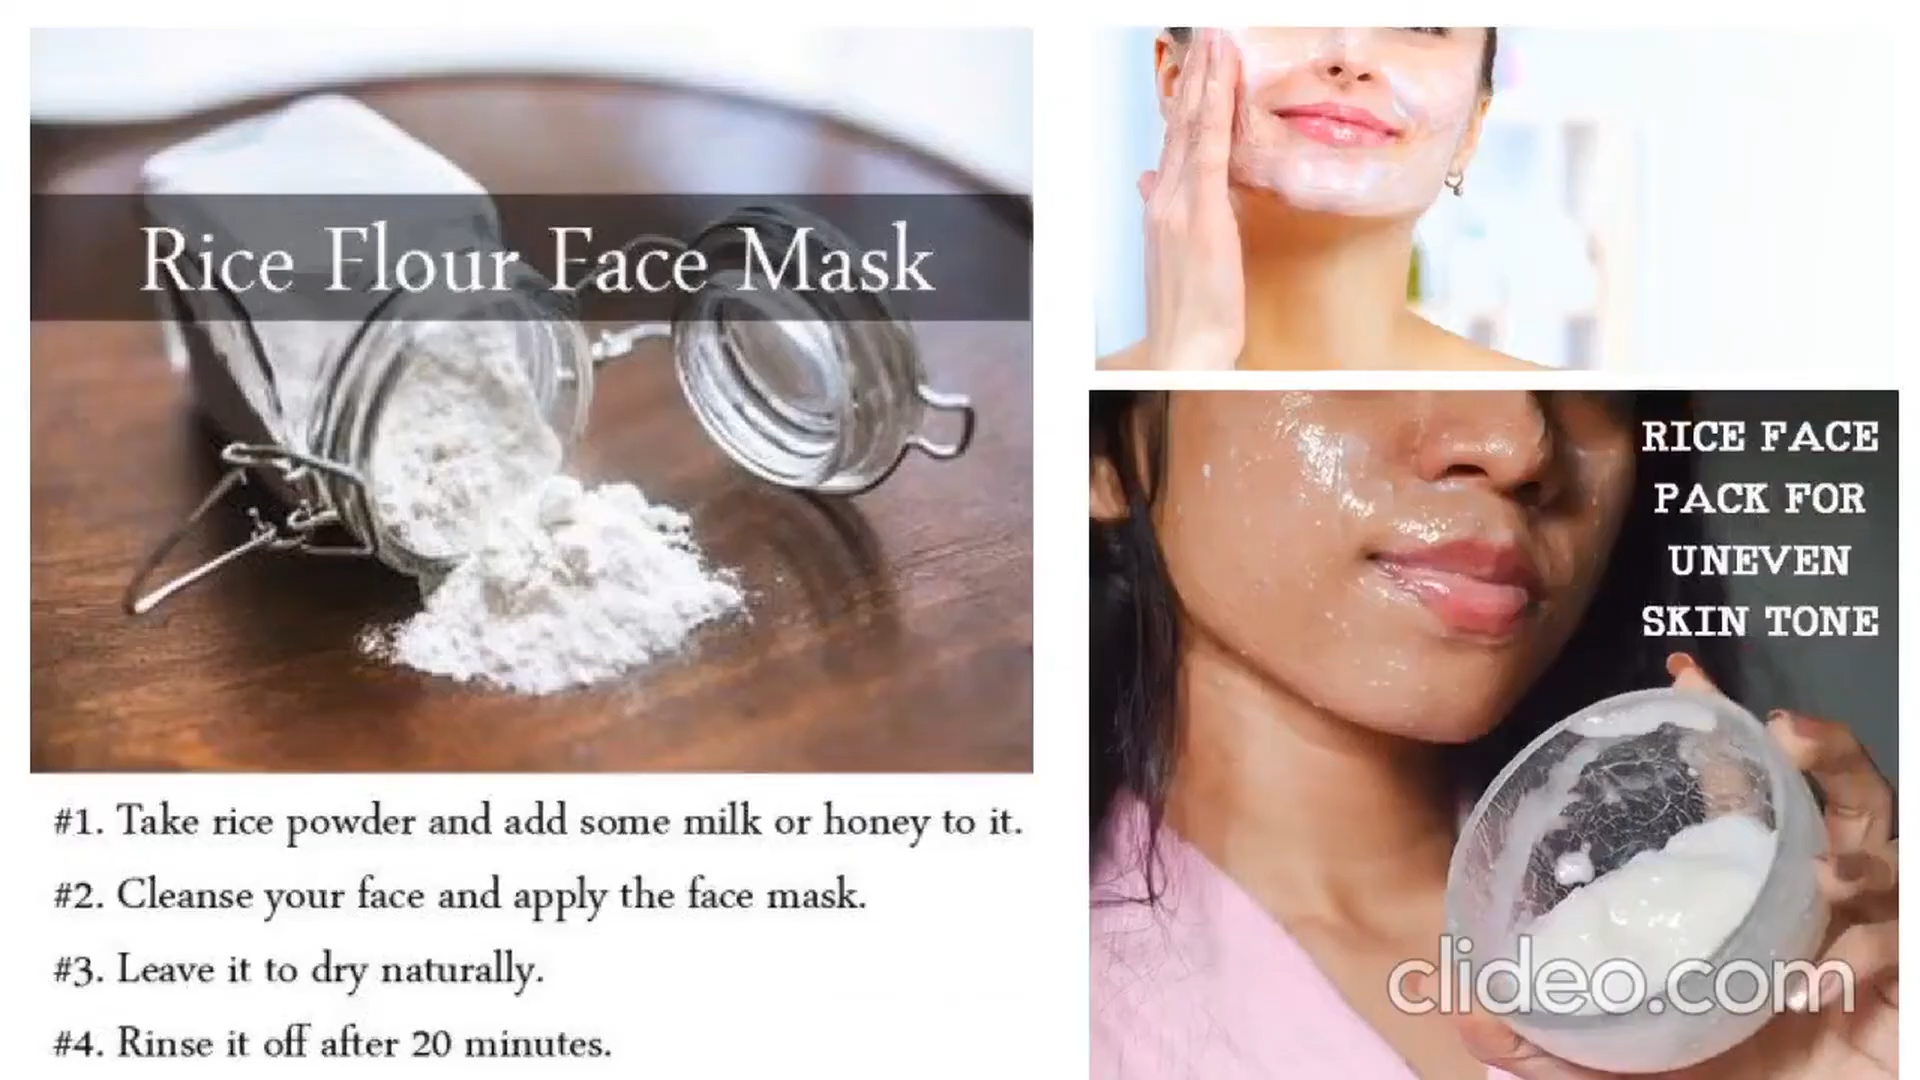 Rice Flour Face Mask
#1. Take rice powder and add some milk or honey to it.
#2. Cleanse your face and apply the face mask.
#3. Leave it to dry naturally.
#4. Rinse it off after 20 minutes.
RICE FACE
PACK FOR
UNEVEN
SKIN TONE
clideo.com